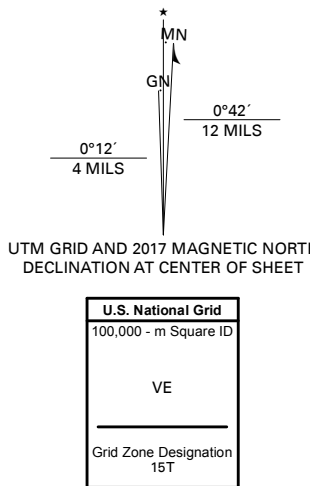 ★
MN
GN
0°42´
12 MILS
0°12´
4 MILS
UTM GRID AND 2017 MAGNETIC NORT
DECLINATION AT CENTER OF SHEET
U.S. National Grid
100,000 - m Square ID
VE
Grid Zone Designation
15T